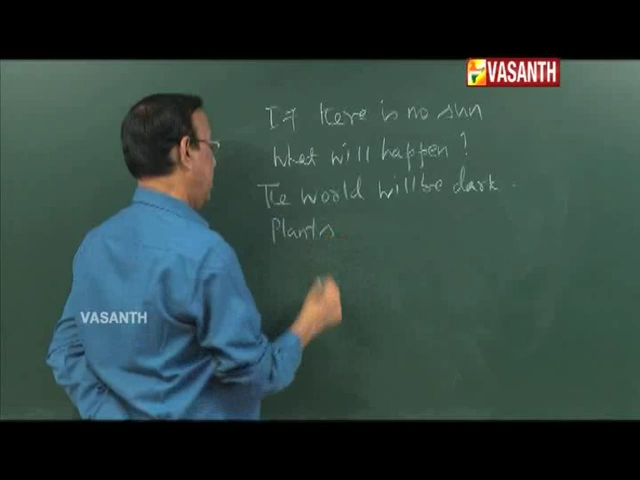 VASANTH
If there is no sun
What will happen?
The world will be dark.
Plants
VASANTH